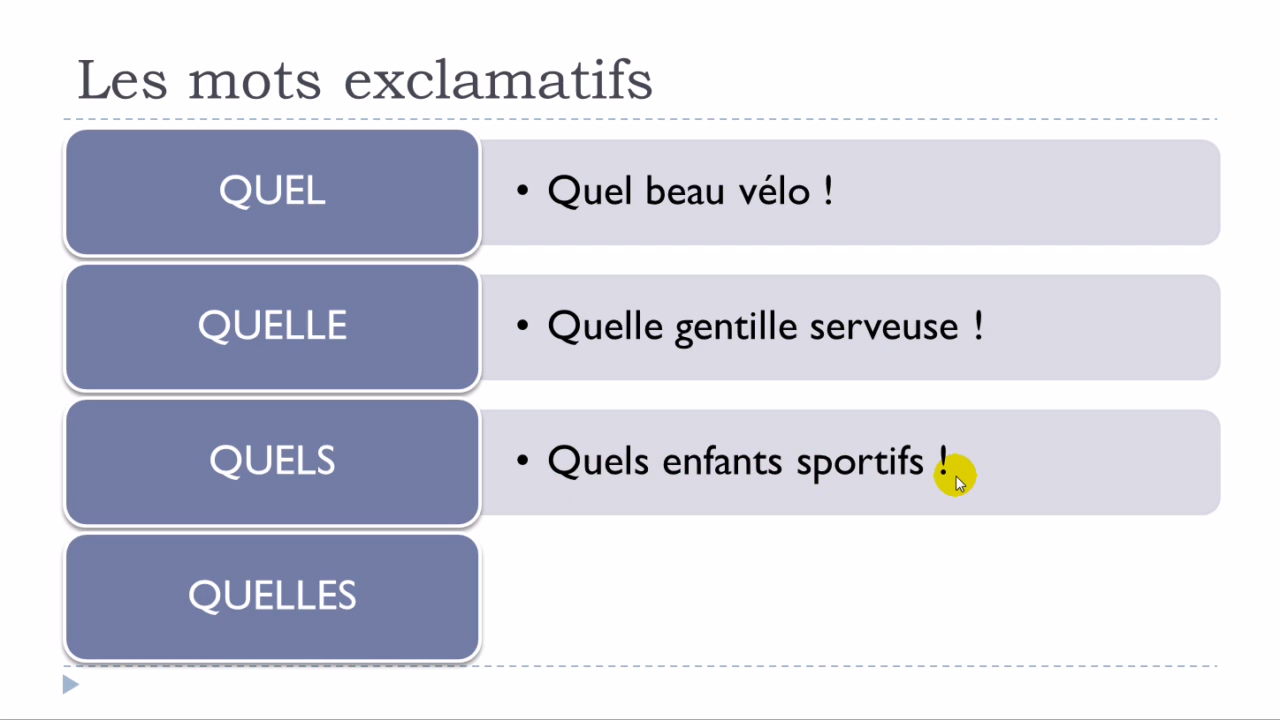 Les mots exclamatifs
QUEL
• Quel beau vélo !
QUELLE
• Quelle gentille serveuse !
QUELS
• Quels enfants sportifs !
QUELLES